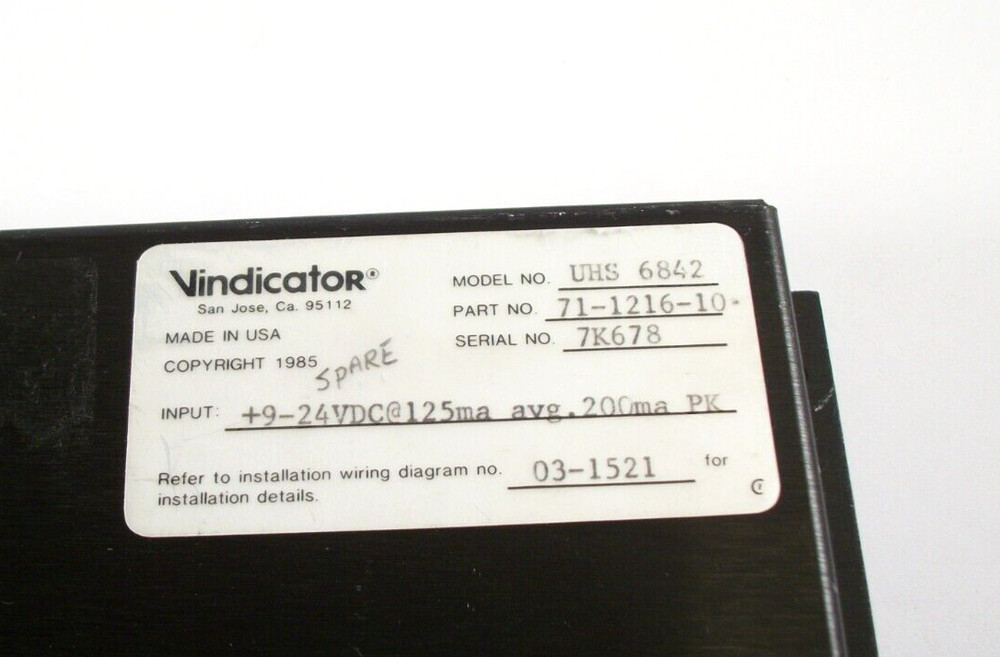 Vindicator®
San Jose, Ca. 95112
MADE IN USA
COPYRIGHT 1985
SPARE
MODEL NO. UHS 6842
PART NO. 71-1216-10
SERIAL NO. 7K678
INPUT: +9-24VDC@125ma avg.200ma PK
Refer to installation wiring diagram no. 03-1521 for
installation details.